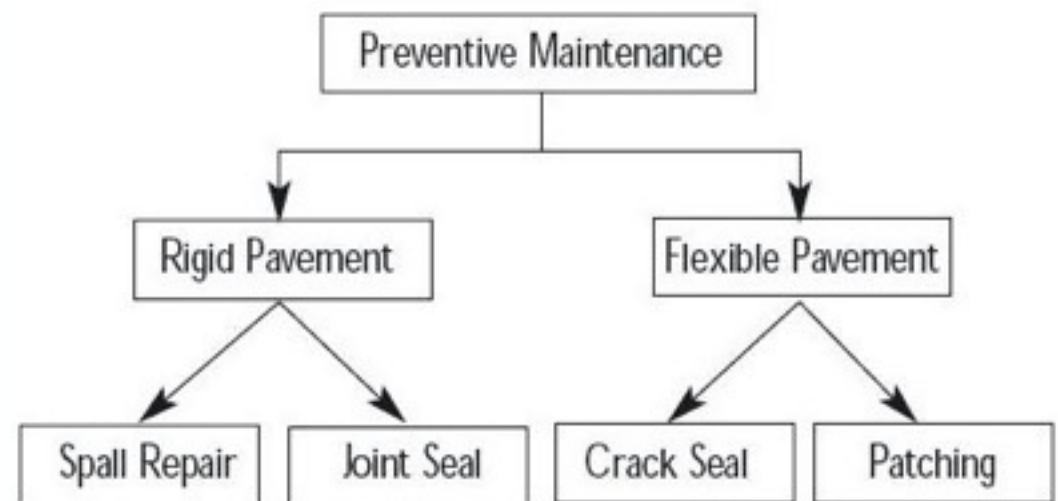 Preventive Maintenance
Rigid Pavement
Flexible Pavement
Spall Repair
Joint Seal
Crack Seal
Patching